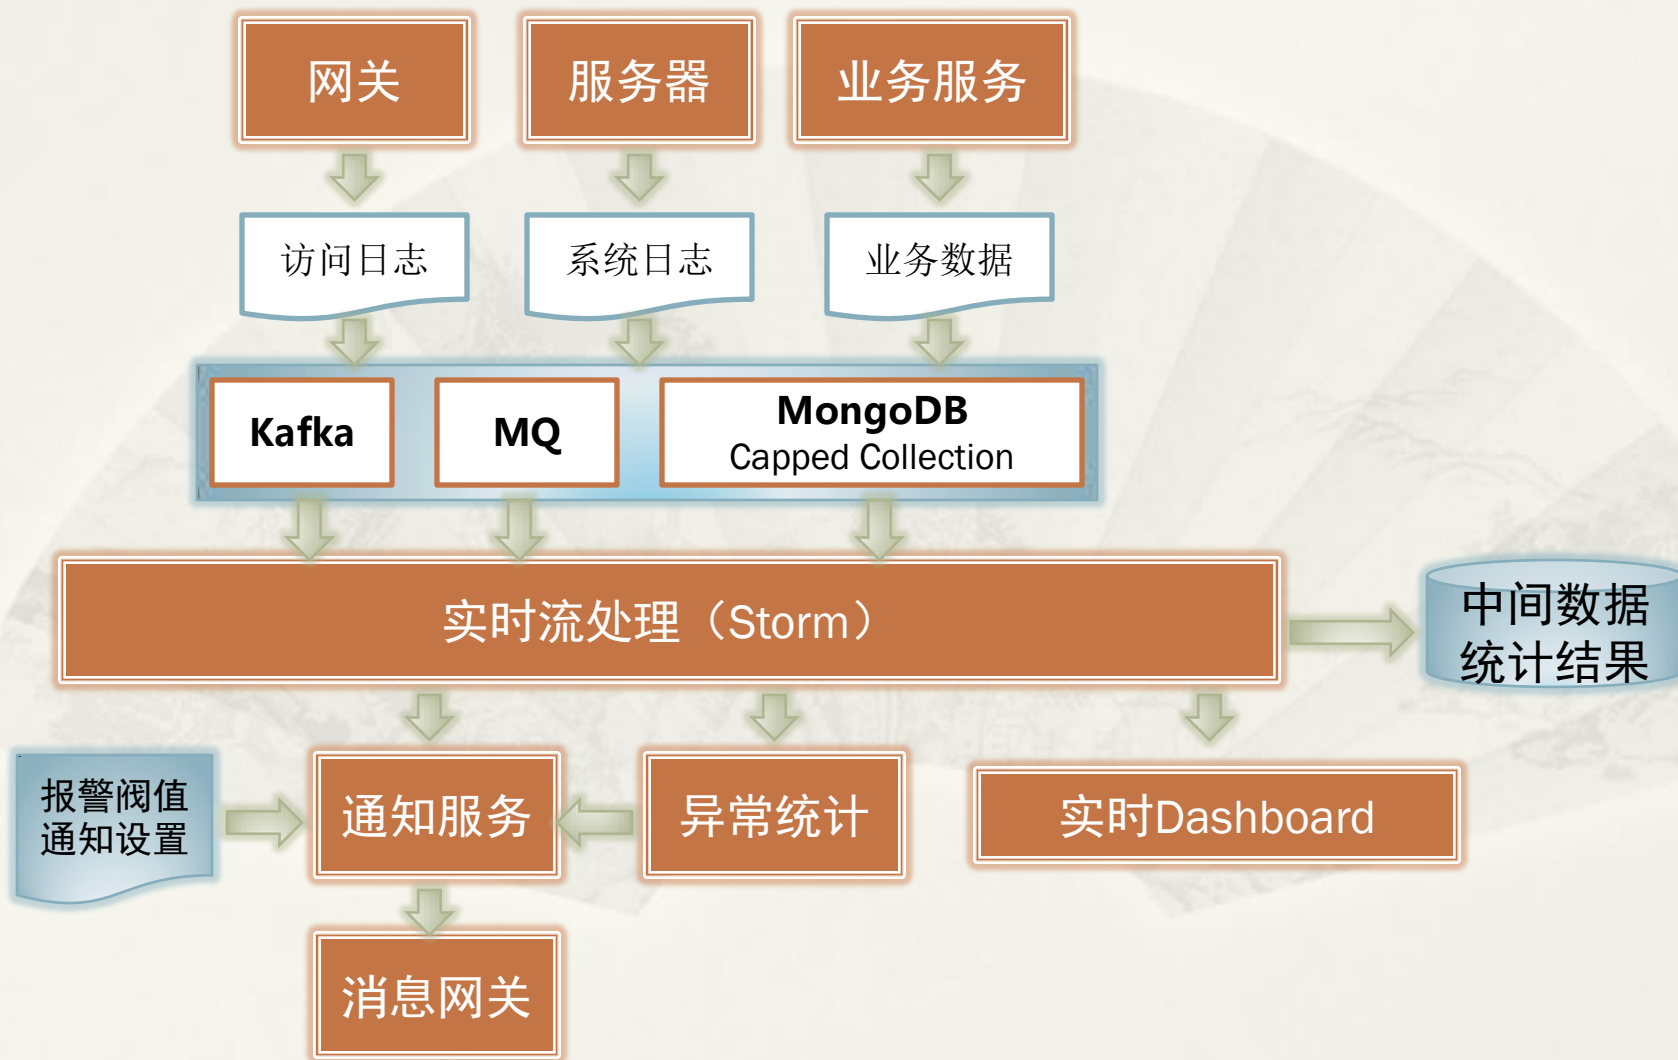 网关
服务器
业务服务
访问日志
系统日志
业务数据
Kafka
MQ
MongoDB
Capped Collection
实时流处理（Storm）
中间数据
统计结果
报警阀值
通知设置
通知服务
异常统计
实时Dashboard
消息网关